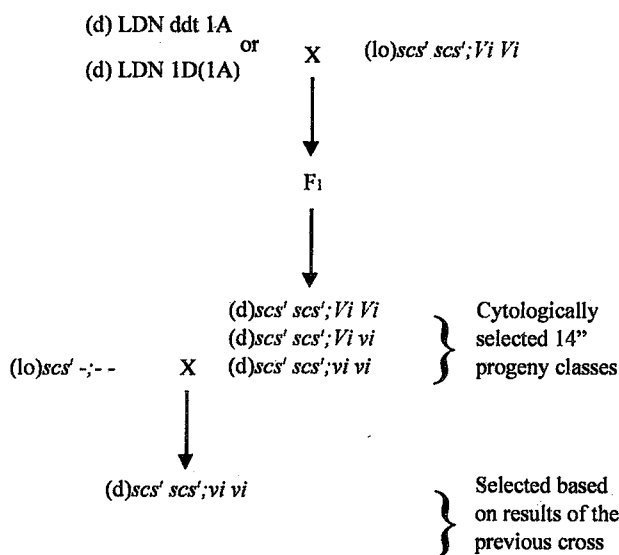 (d) LDN ddt 1A
or
(d) LDN 1D(1A)
X
(lo)scs' scs';Vi Vi
F1
(d)scs' scs';Vi Vi
(d)scs' scs';Vi vi
(lo)scs' -;- - X (d)scs' scs';vi vi
} Cytologically
selected 14”
progeny classes
(d)scs' scs';vi vi
} Selected based
on results of the
previous cross